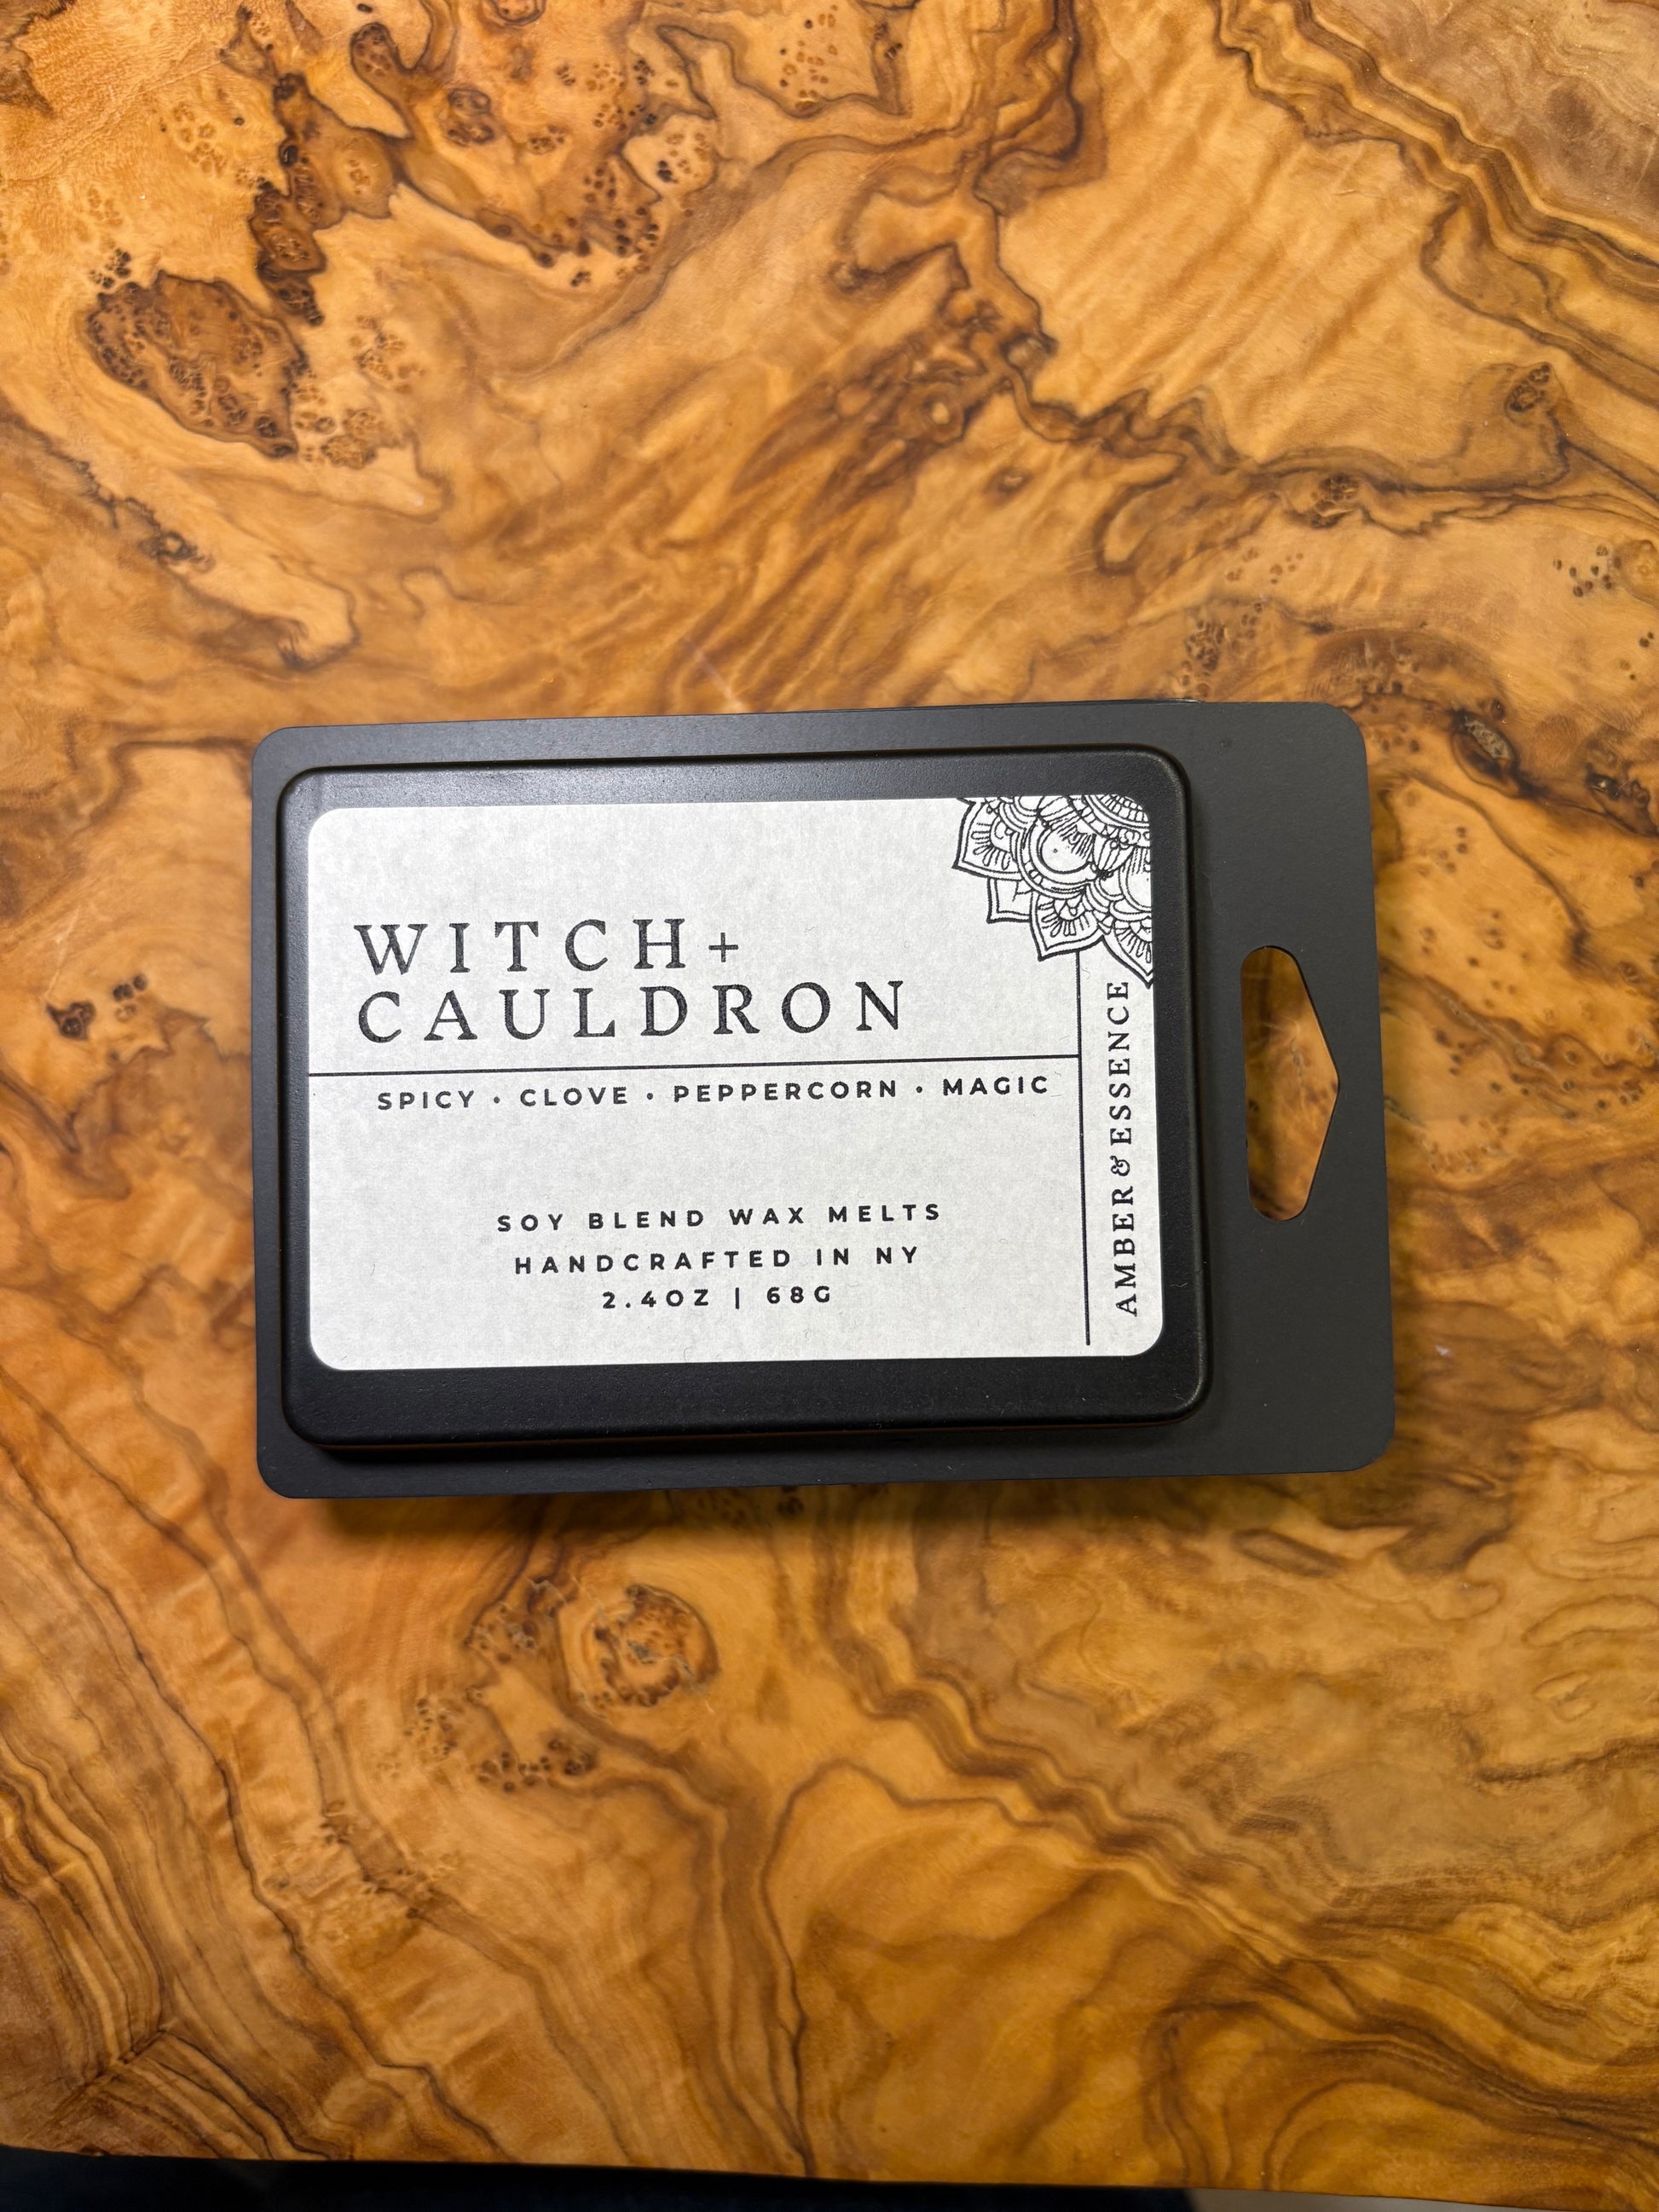 WITCH+
CAULDRON
SPICY • CLOVE • PEPPERCORN • MAGIC
SOY BLEND WAX MELTS
HANDCRAFTED IN NY
2.4OZ | 68G
AMBER & ESSENCE